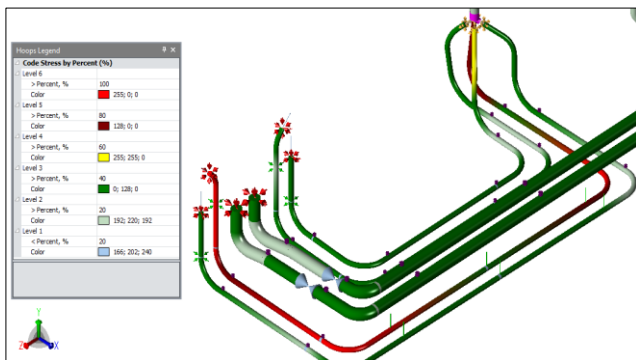 Hoops Legend
Code Stress by Percent (%)
Level 6
> Percent, % 100
Color 255; 0; 0
Level 5
> Percent, % 80
Color 128; 0; 0
Level 4
> Percent, % 60
Color 255; 255; 0
Level 3
> Percent, % 40
Color 0; 128; 0
Level 2
> Percent, % 20
Color 192; 220; 192
Level 1
< Percent, % 20
Color 166; 202; 240
Y
Z X